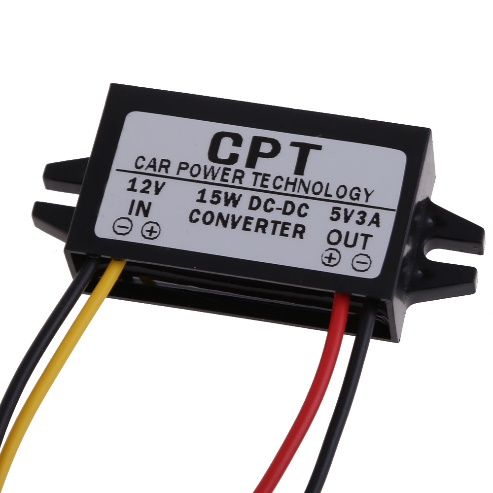 CPT
CAR POWER TECHNOLOGY
12V IN
⊖ ⊕
15W DC-DC
CONVERTER
5V3A
OUT
⊕ ⊖